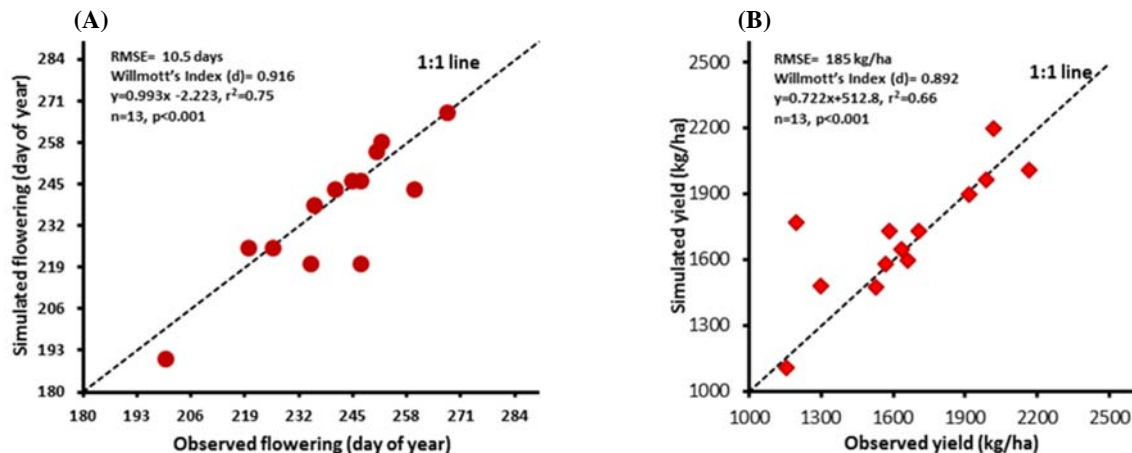 (A)
RMSE= 10.5 days
Willmott's Index (d)= 0.916
y=0.993x -2.223, r²=0.75
n=13, p<0.001
1:1 line
Simulated flowering (day of year)
284
271
258
245
232
219
206
193
180
180 193 206 219 232 245 258 271 284
Observed flowering (day of year)
(B)
RMSE= 185 kg/ha
Willmott's Index (d)= 0.892
y=0.722x+512.8, r²=0.66
n=13, p<0.001
1:1 line
Simulated yield (kg/ha)
2500
2200
1900
1600
1300
1000
1000 1300 1600 1900 2200 2500
Observed yield (kg/ha)